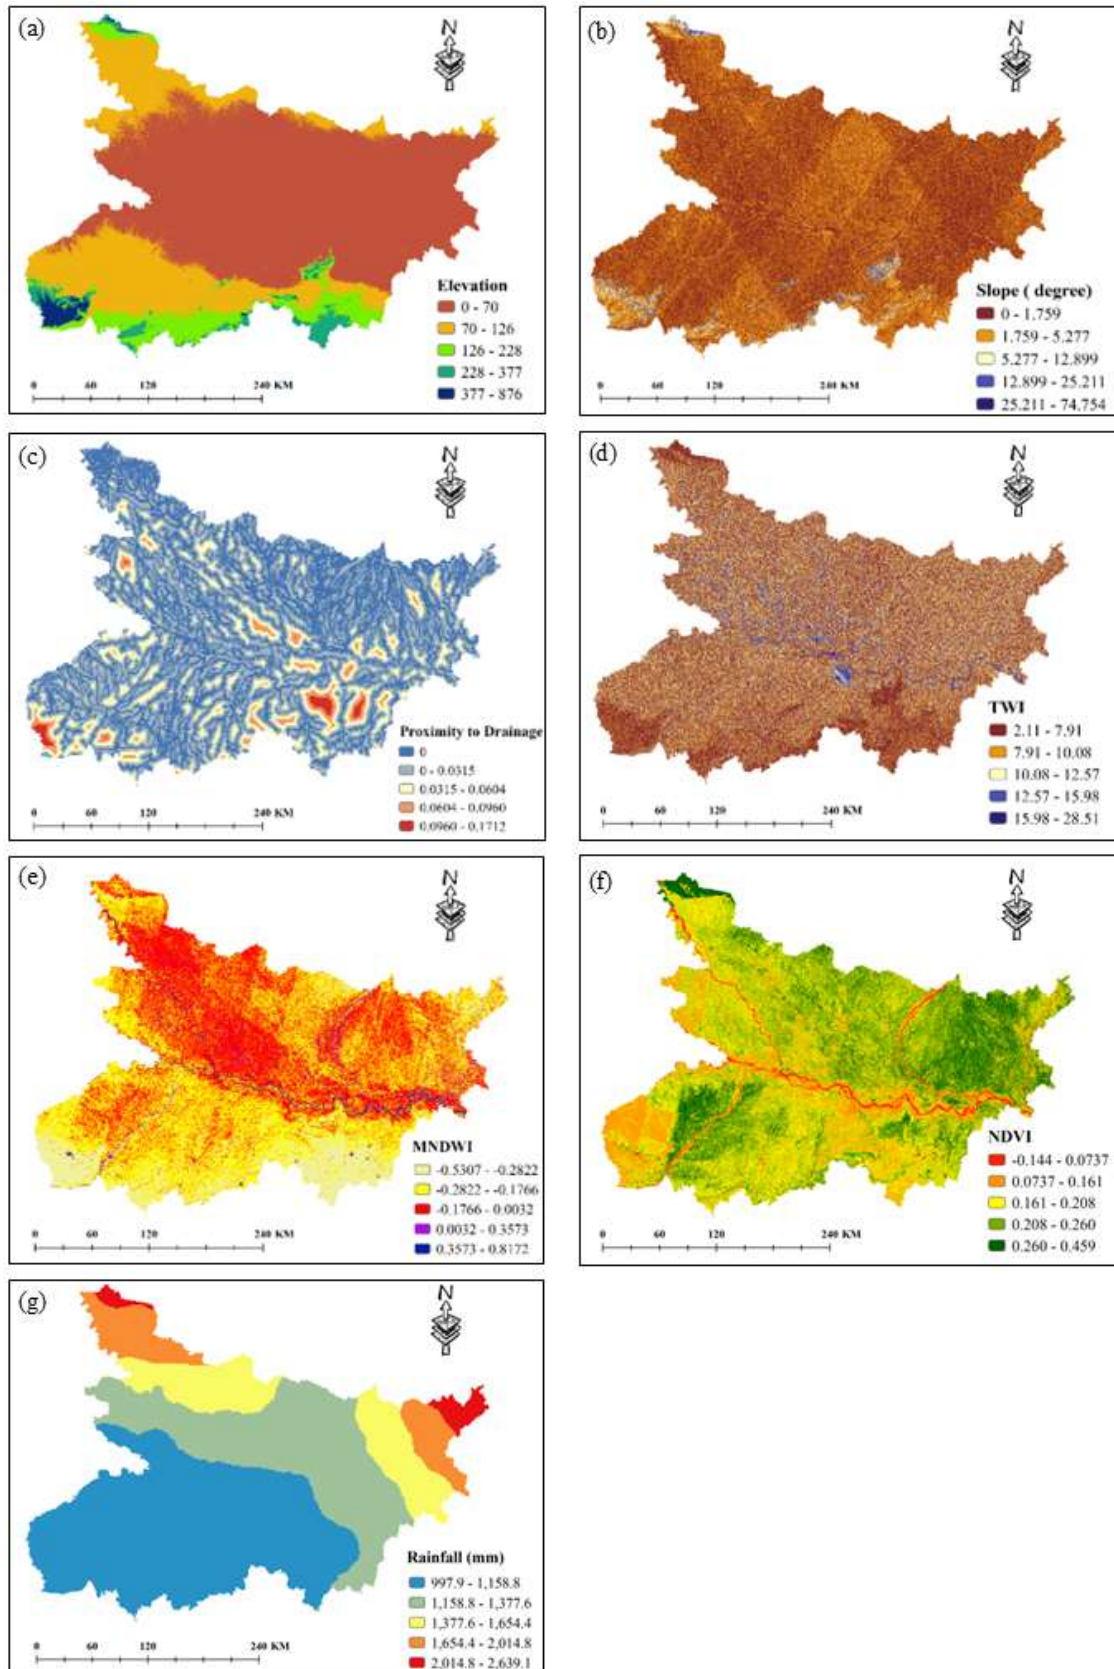 (a)
N
Elevation
0 - 70
70 - 126
126 - 228
228 - 377
377 - 876
0 60 120 240 KM
(b)
N
Slope ( degree)
0 - 1.759
1.759 - 5.277
5.277 - 12.899
12.899 - 25.211
25.211 - 74.754
0 60 120 240 KM
(c)
N
Proximity to Drainage
0
0 - 0.0315
0.0315 - 0.0604
0.0604 - 0.0960
0.0960 - 0.1712
0 60 120 240 KM
(d)
N
TWI
2.11 - 7.91
7.91 - 10.08
10.08 - 12.57
12.57 - 15.98
15.98 - 28.51
0 60 120 240 KM
(e)
N
MNDWI
-0.5307 - -0.2822
-0.2822 - -0.1766
-0.1766 - 0.0032
0.0032 - 0.3573
0.3573 - 0.8172
0 60 120 240 KM
(f)
N
NDVI
-0.144 - 0.0737
0.0737 - 0.161
0.161 - 0.208
0.208 - 0.260
0.260 - 0.459
0 60 120 240 KM
(g)
N
Rainfall (mm)
997.9 - 1,158.8
1,158.8 - 1,377.6
1,377.6 - 1,654.4
1,654.4 - 2,014.8
2,014.8 - 2,639.1
0 60 120 240 KM